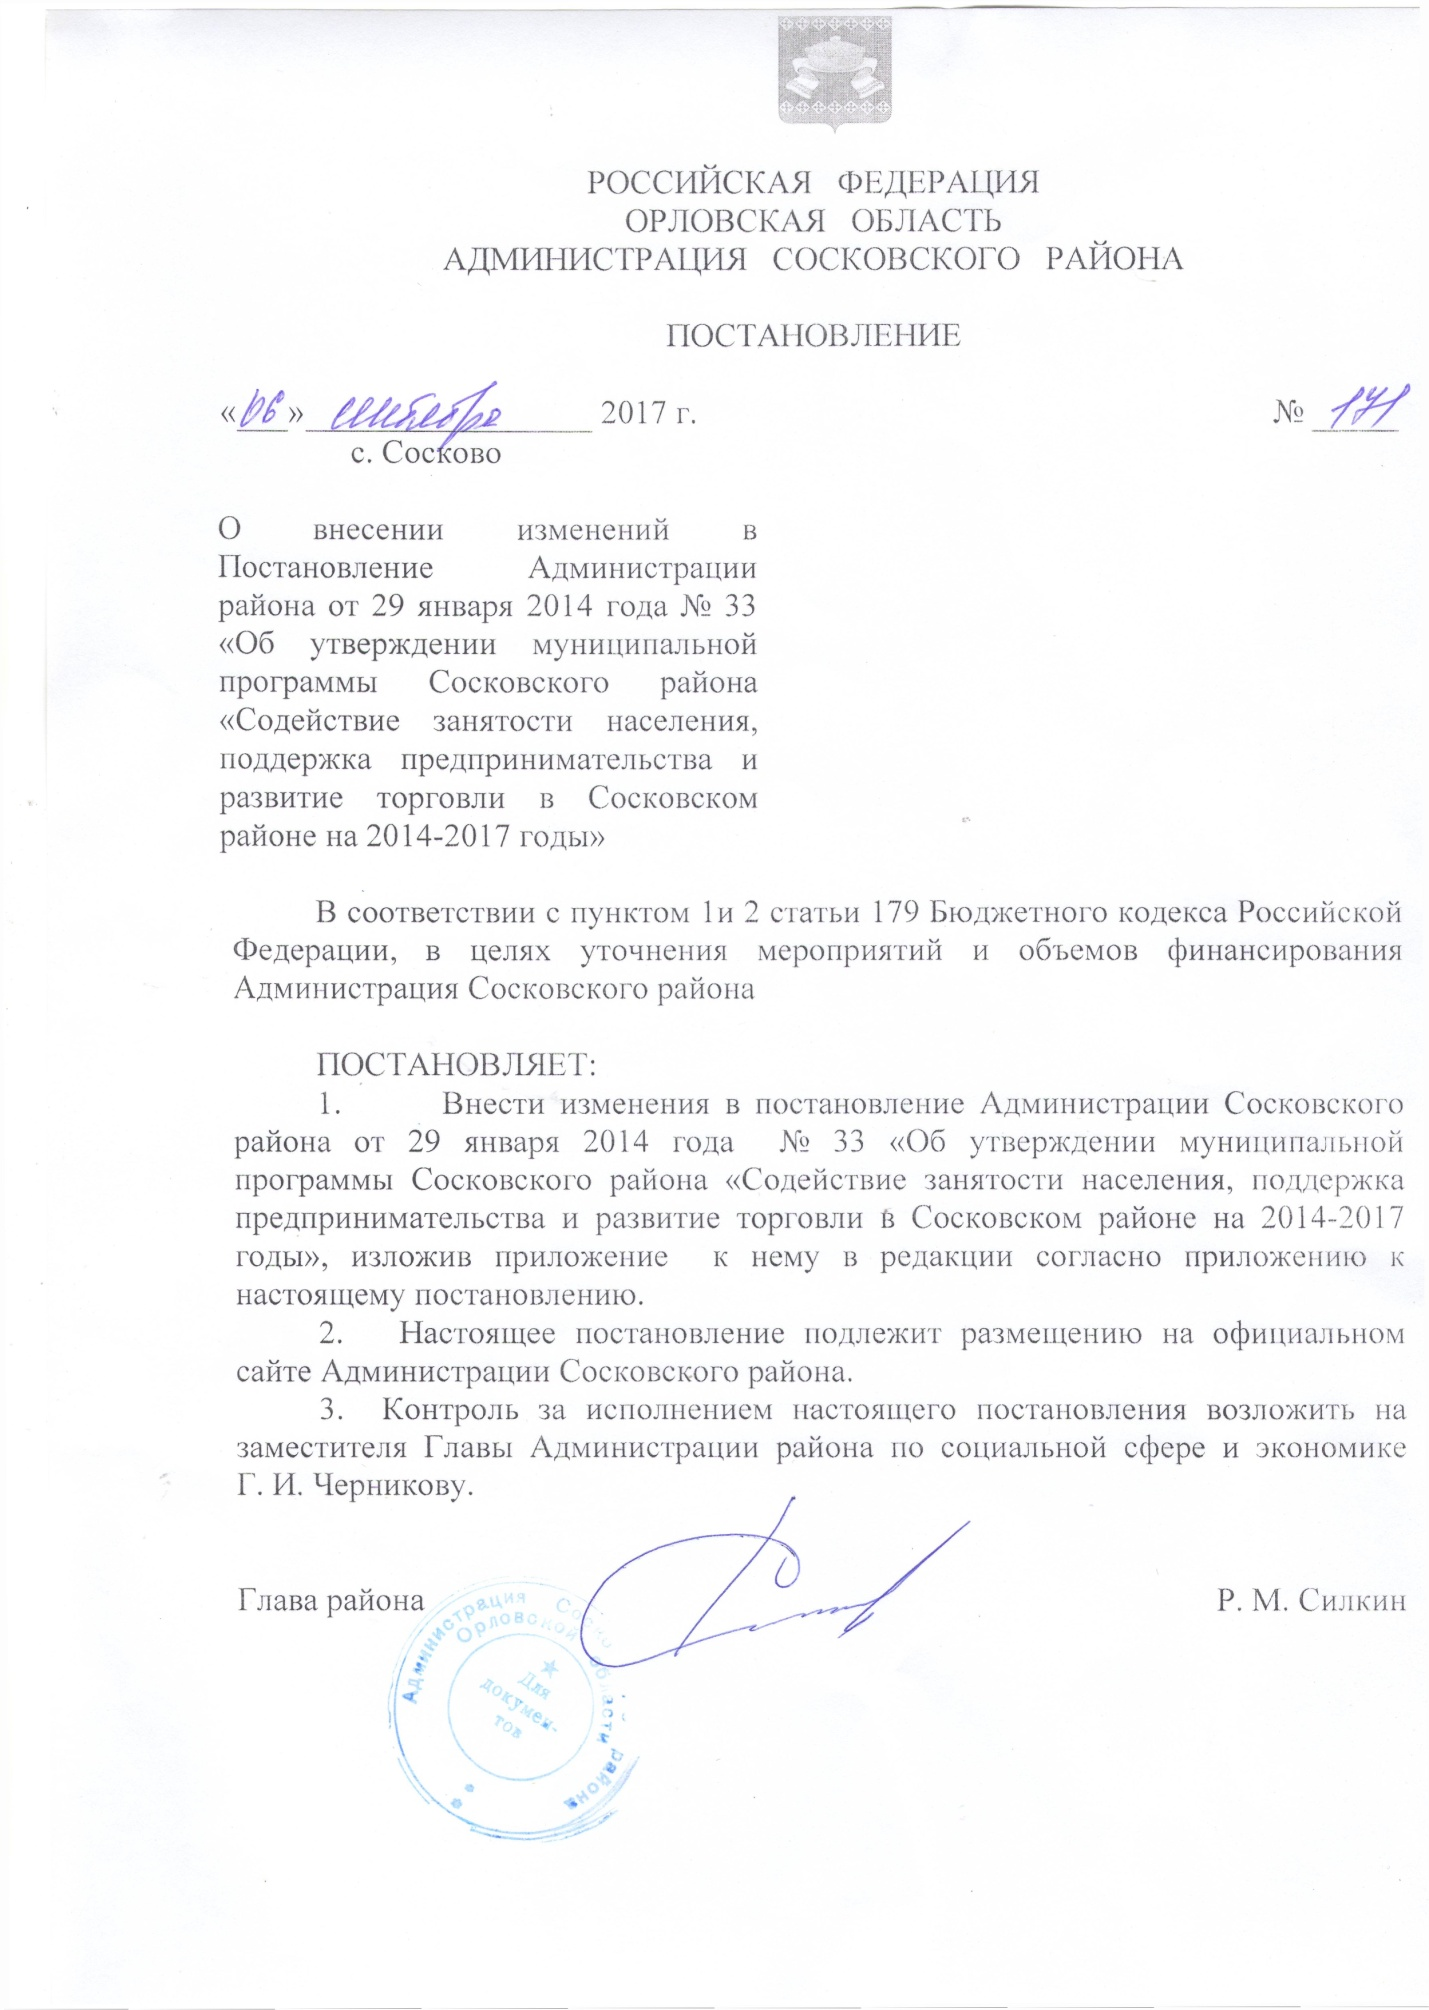 РОССИЙСКАЯ ФЕДЕРАЦИЯ
ОРЛОВСКАЯ ОБЛАСТЬ
АДМИНИСТРАЦИЯ СОСКОВСКОГО РАЙОНА
ПОСТАНОВЛЕНИЕ
«06» сентября 2017 г. № 171
с. Сосково
О внесении изменений в
Постановление Администрации
района от 29 января 2014 года № 33
«Об утверждении муниципальной
программы Сосковского района
«Содействие занятости населения,
поддержка предпринимательства и
развитие торговли в Сосковском
районе на 2014-2017 годы»
В соответствии с пунктом 1и 2 статьи 179 Бюджетного кодекса Российской
Федерации, в целях уточнения мероприятий и объемов финансирования
Администрация Сосковского района
ПОСТАНОВЛЯЕТ:
1. Внести изменения в постановление Администрации Сосковского
района от 29 января 2014 года № 33 «Об утверждении муниципальной
программы Сосковского района «Содействие занятости населения, поддержка
предпринимательства и развитие торговли в Сосковском районе на 2014-2017
годы», изложив приложение к нему в редакции согласно приложению к
настоящему постановлению.
2. Настоящее постановление подлежит размещению на официальном
сайте Администрации Сосковского района.
3. Контроль за исполнением настоящего постановления возложить на
заместителя Главы Администрации района по социальной сфере и экономике
Г. И. Черникову.
Глава района Р. М. Силкин
Администрация района
Орловской области
Для
докумен-
тов